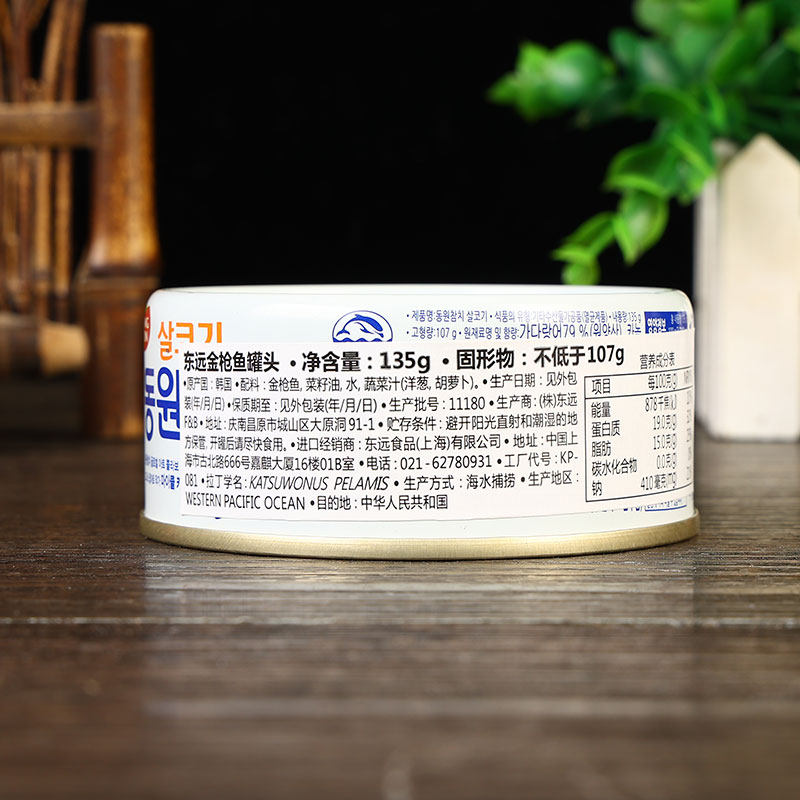 살코기
동원
• 제품명:동원참치 살코기 • 식품의 유형:기타수산물가공품(멸균제품) • 내용량 135 g
• 고형량:107 g • 원재료명 및 함량:가다랑어79 %(원양산)
영양정보
东远金枪鱼罐头 • 净含量：135g • 固形物：不低于107g
•原产国：韩国 • 配料：金枪鱼, 菜籽油, 水, 蔬菜汁(洋葱, 胡萝卜)。• 生产日期：见外包
装(年/月/日) •保质期至：见外包装(年/月/日) • 生产批号：11180 • 生产商：(株)东远
F&B • 地址：庆南昌原市城山区大原洞 91-1 • 贮存条件：避开阳光直射和潮湿的地
方保管, 开罐后请尽快食用。•进口经销商：东远食品(上海)有限公司 • 地址：中国上
海市古北路666号嘉麒大厦16楼01B室 • 电话：021-62780931 • 工厂代号：KP-
081 • 拉丁学名：KATSUWONUS PELAMIS • 生产方式：海水捕捞 • 生产地区：
WESTERN PACIFIC OCEAN • 目的地：中华人民共和国
营养成分表
项目 每100克(g)
能量 878千焦(kJ)
蛋白质 19.0克(g)
脂肪 15.0克(g)
碳水化合物 0.0克(g)
钠 410毫克(mg)